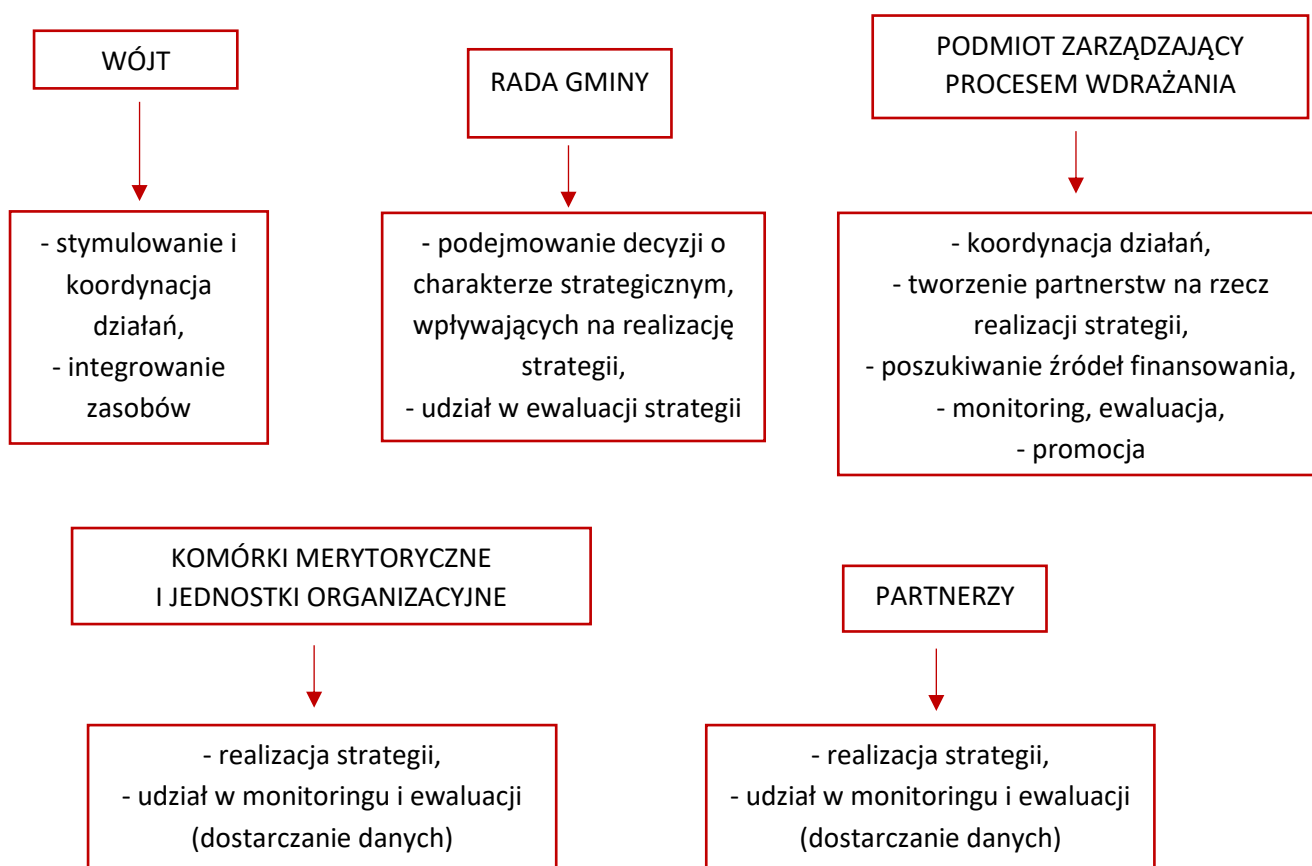 WÓJT
- stymulowanie i
koordynacja
działań,
- integrowanie
zasobów
RADA GMINY
- podejmowanie decyzji o
charakterze strategicznym,
wpływających na realizację
strategii,
- udział w ewaluacji strategii
PODMIOT ZARZĄDZAJĄCY
PROCESEM WDRAŻANIA
- koordynacja działań,
- tworzenie partnerstw na rzecz
realizacji strategii,
- poszukiwanie źródeł finansowania,
- monitoring, ewaluacja,
- promocja
KOMÓRKI MERYTORYCZNE
I JEDNOSTKI ORGANIZACYJNE
- realizacja strategii,
- udział w monitoringu i ewaluacji
(dostarczanie danych)
PARTNERZY
- realizacja strategii,
- udział w monitoringu i ewaluacji
(dostarczanie danych)